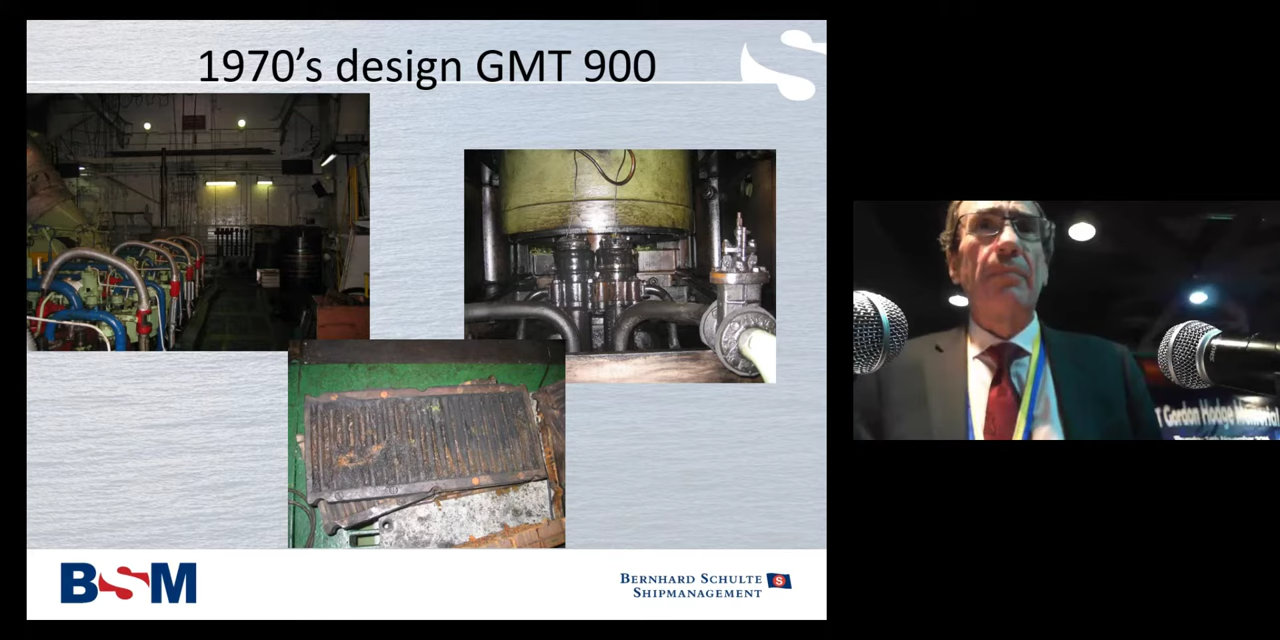 1970's design GMT 900
BSM
BERNHARD SCHULTE
SHIPMANAGEMENT
S
T Gordon Hodge Memorial